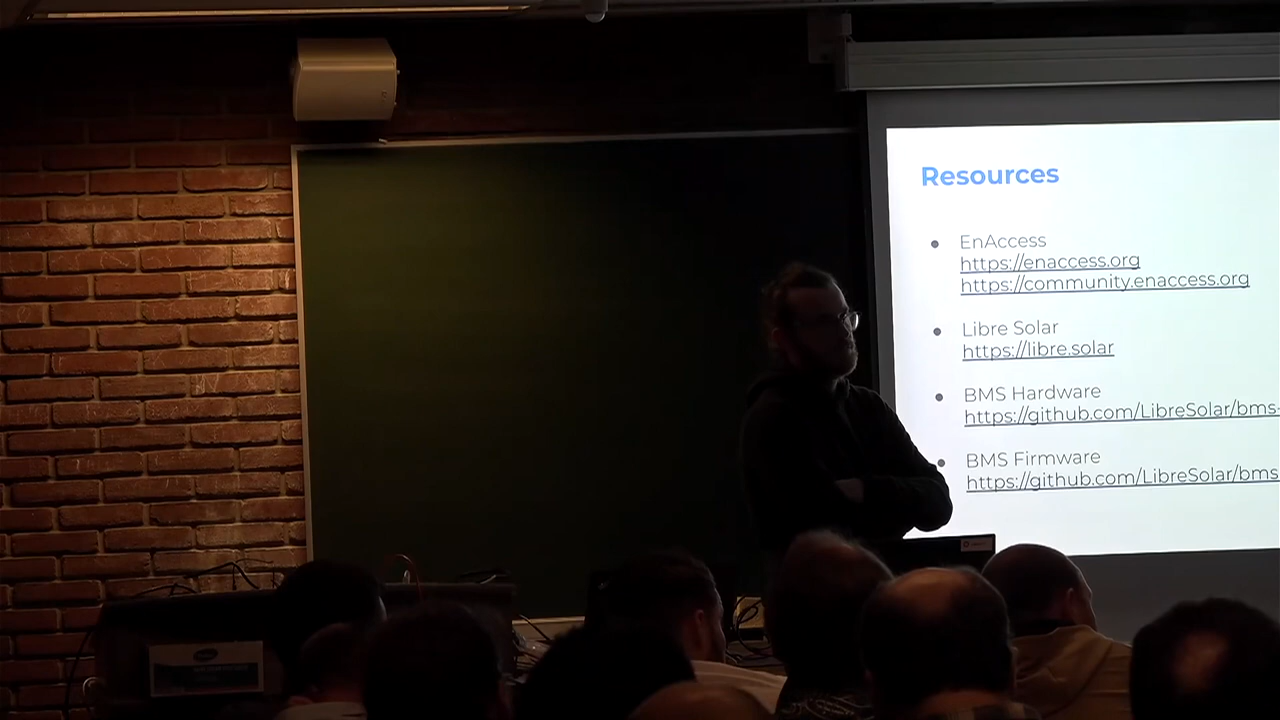 Resources
EnAccess
https://enaccess.org
https://community.enaccess.org
Libre Solar
https://libre.solar
BMS Hardware
https://github.com/LibreSolar/bms-
BMS Firmware
https://github.com/LibreSolar/bms